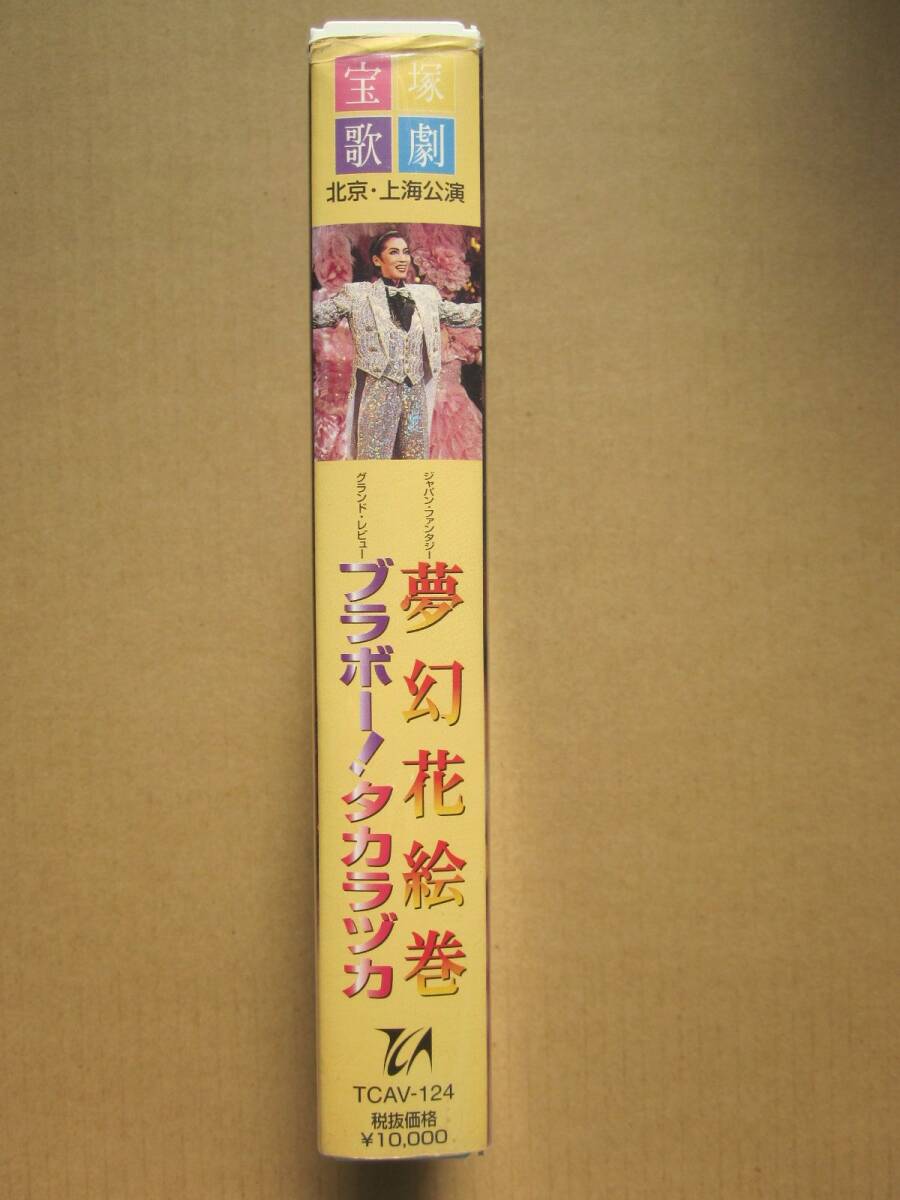 宝塚
歌劇
北京・上海公演
ジャパン・ファンタジー
夢幻花絵巻
グランド・レビュー
ブラボー!タカラヅカ
TCA
TCAV-124
税抜価格
¥10,000